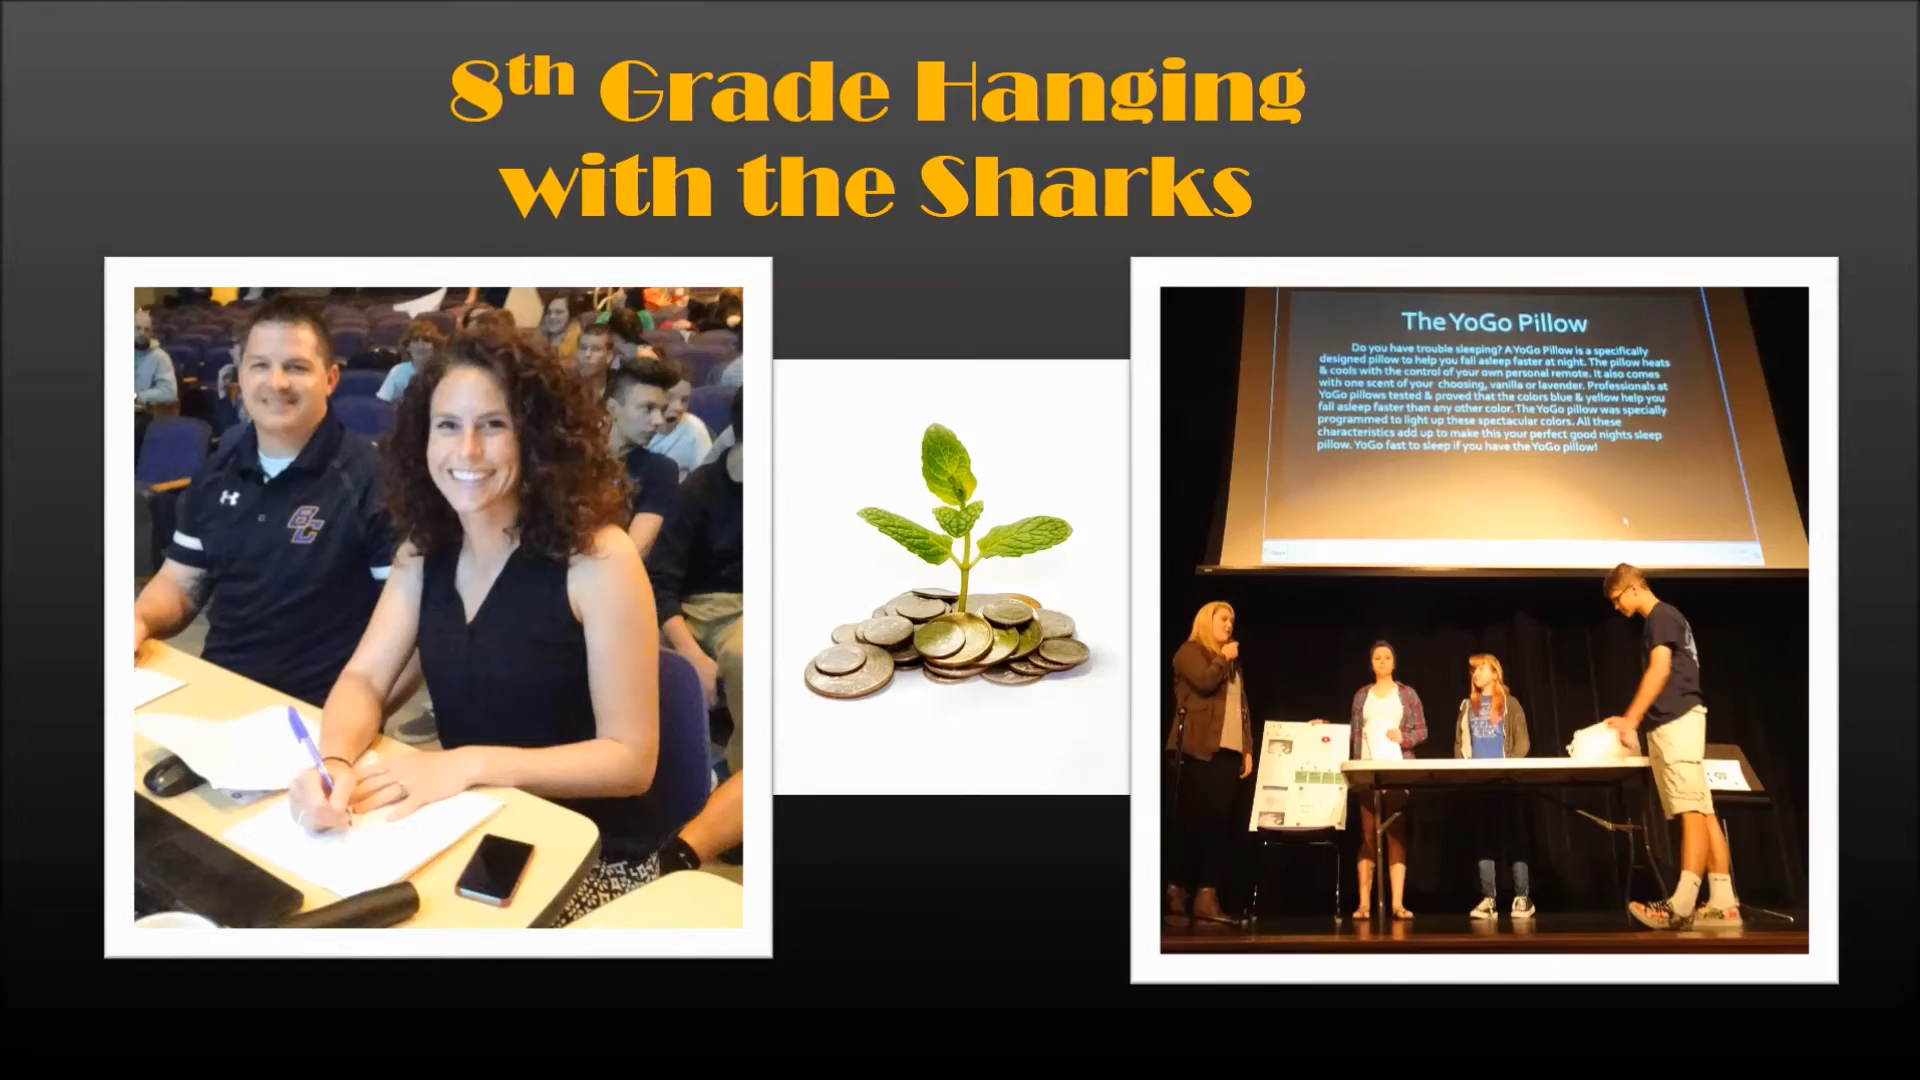 8th Grade Hanging
with the Sharks
BC
The YoGo Pillow
Do you have trouble sleeping? A YoGo Pillow is a specifically
designed pillow to help you fall asleep faster at night. The pillow heats
& cools with the control of your own personal remote. It also comes
with one scent of your choosing, vanilla or lavender. Professionals at
YoGo pillows tested & proved that the colors blue & yellow help you
fall asleep faster than any other color. The YoGo pillow was specially
programmed to light up these spectacular colors. All these
characteristics add up to make this your perfect good nights sleep
pillow. YoGo fast to sleep if you have the YoGo pillow!